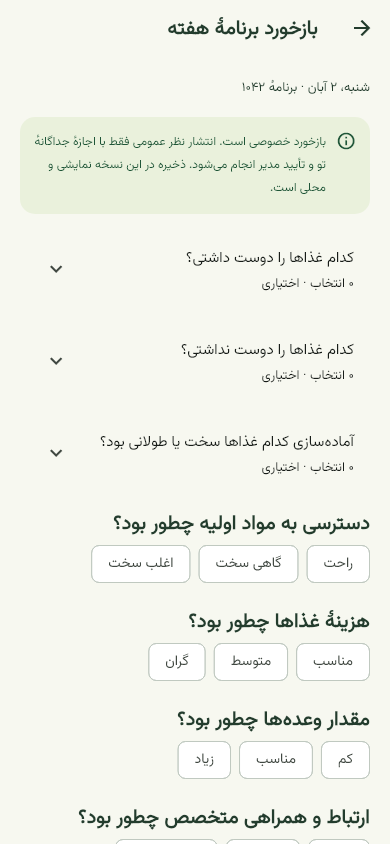 بازخورد برنامهٔ هفته
شنبه، ۲ آبان · برنامهٔ ۱۰۴۲
بازخورد خصوصی است. انتشار نظر عمومی فقط با اجازهٔ جداگانهٔ
تو و تأیید مدیر انجام می‌شود. ذخیره در این نسخه نمایشی و
محلی است.
کدام غذاها را دوست داشتی؟
۰ انتخاب · اختیاری
کدام غذاها را دوست نداشتی؟
۰ انتخاب · اختیاری
آماده‌سازی کدام غذاها سخت یا طولانی بود؟
۰ انتخاب · اختیاری
دسترسی به مواد اولیه چطور بود؟
راحت گاهی سخت اغلب سخت
هزینهٔ غذاها چطور بود؟
مناسب متوسط گران
مقدار وعده‌ها چطور بود؟
کم مناسب زیاد
ارتباط و همراهی متخصص چطور بود؟